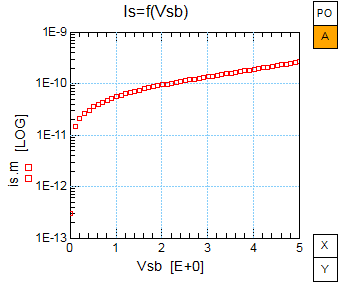 Is=f(Vsb)
PO
A
1E-9
1E-10
1E-11
1E-12
1E-13
is.m [LOG]
0 1 2 3 4 5
Vsb [E+0]
X
Y